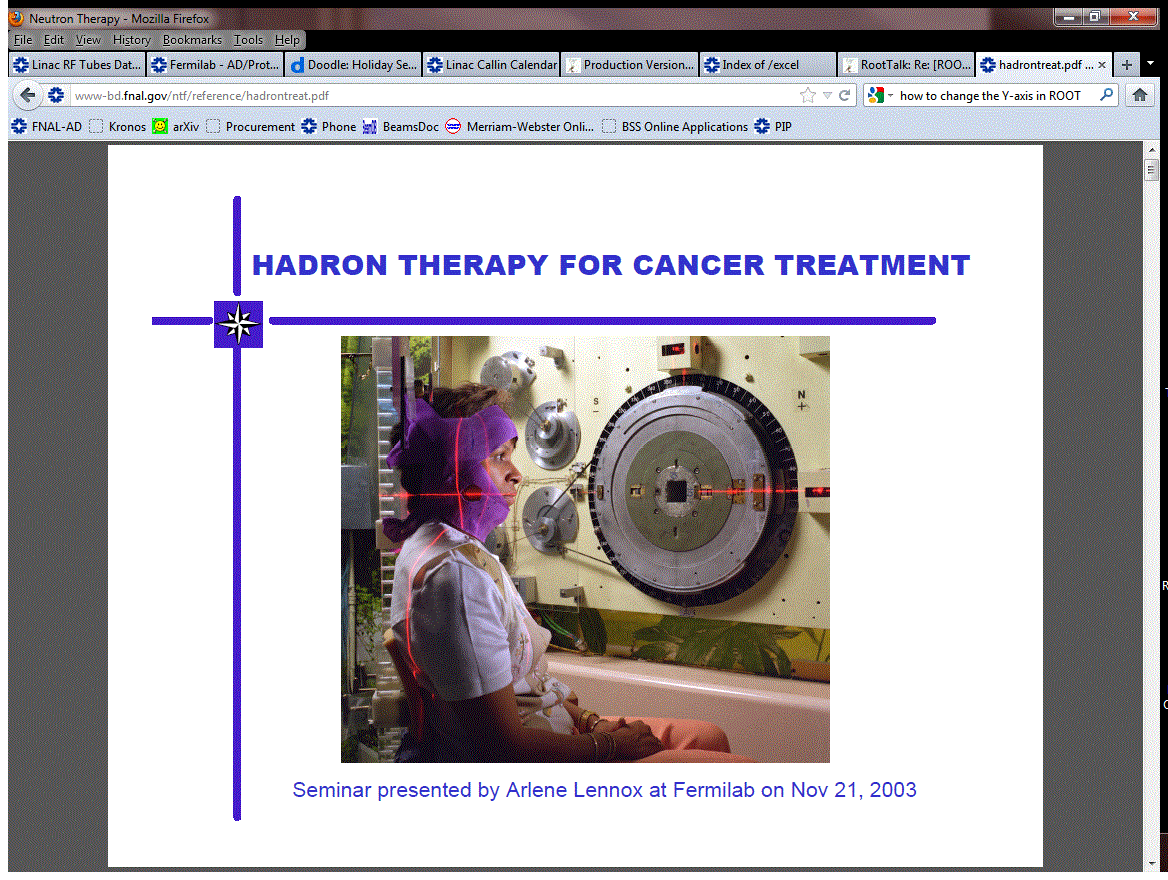 Neutron Therapy - Mozilla Firefox
File Edit View History Bookmarks Tools Help
Linac RF Tubes Dat... Fermilab - AD/Prot... Doodle: Holiday Se... Linac Callin Calendar Production Version... Index of /excel RootTalk: Re: [ROO... hadrontreat.pdf ...
www-bd.fnal.gov/ntf/reference/hadrontreat.pdf how to change the Y-axis in ROOT
FNAL-AD Kronos arXiv Procurement Phone BeamsDoc Merriam-Webster Onli... BSS Online Applications PIP
HADRON THERAPY FOR CANCER TREATMENT
S
N
Seminar presented by Arlene Lennox at Fermilab on Nov 21, 2003